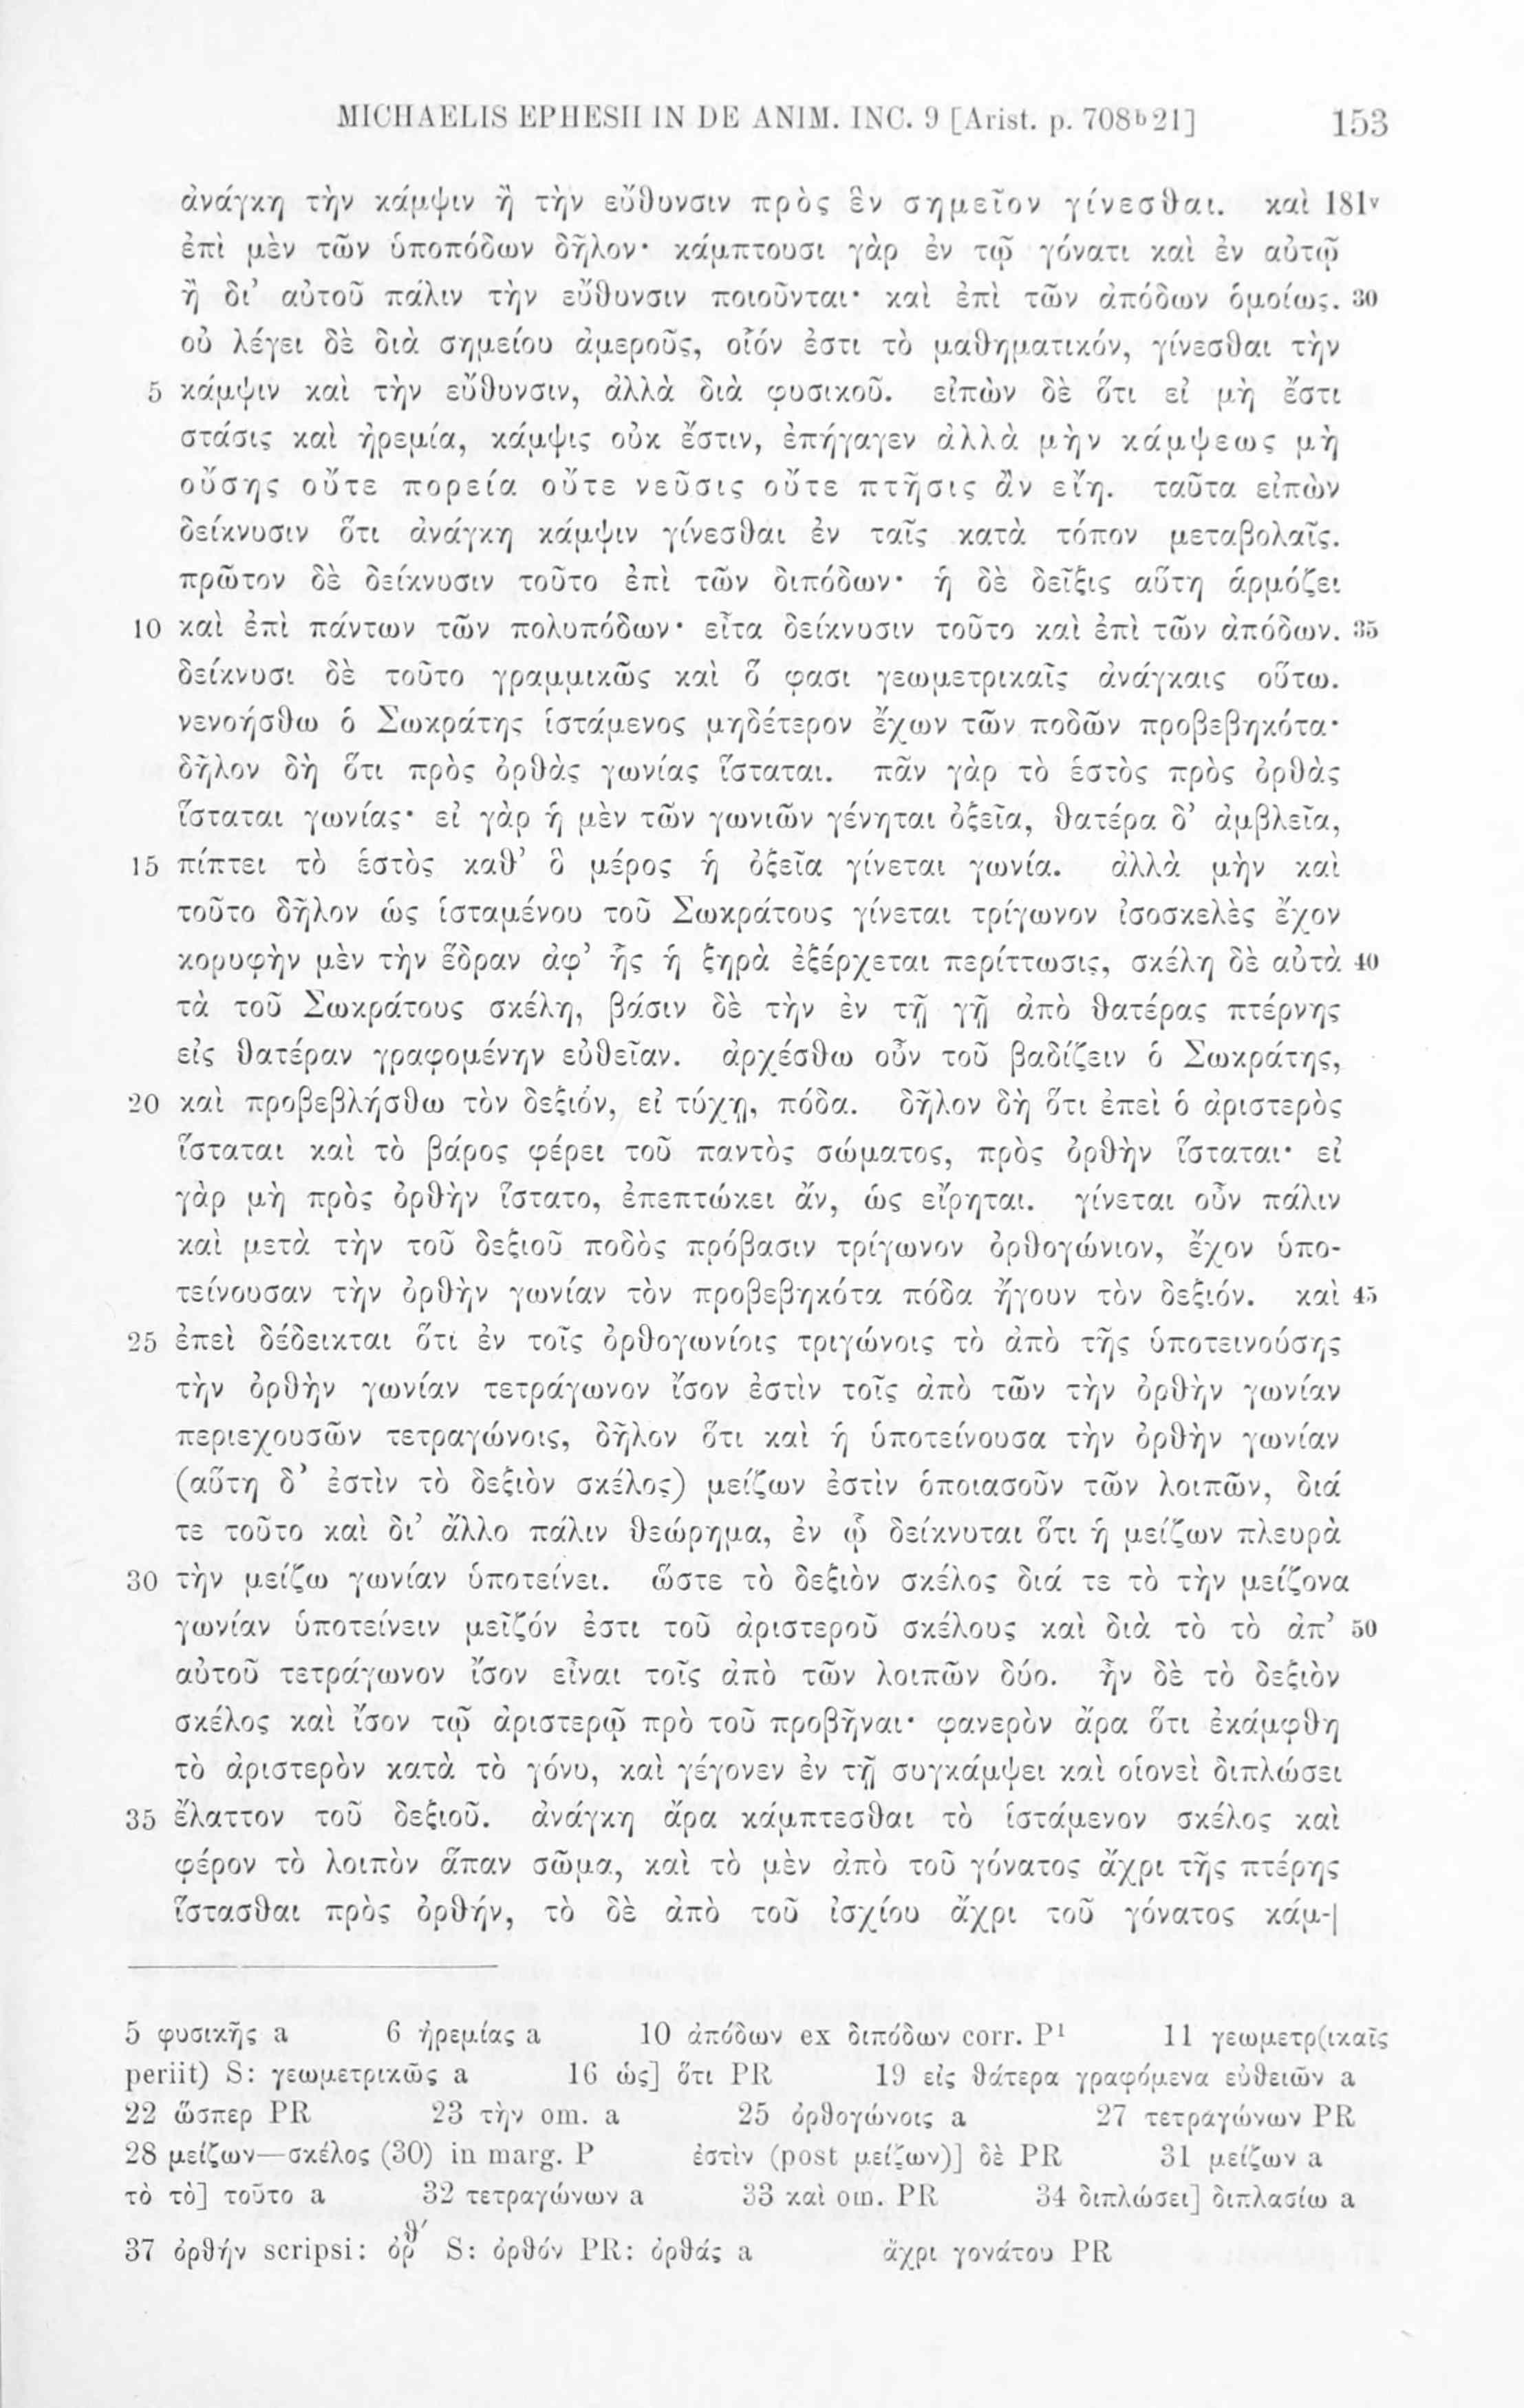 MICHAELIS EPHESII IN DE ANIM. INC. 9 [Arist. p. 708ᵇ21] 153
ἀνάγκη τὴν κάμψιν ἢ τὴν εὔθυνσιν πρὸς ἓν σημεῖον γίνεσθαι. καὶ 181ᵛ
ἐπὶ μὲν τῶν ὑποπόδων δῆλον· κάμπτουσι γὰρ ἐν τῷ γόνατι καὶ ἐν αὐτῷ
ἢ δι’ αὐτοῦ πάλιν τὴν εὔθυνσιν ποιοῦνται· καὶ ἐπὶ τῶν ἀπόδων ὁμοίως. 30
οὐ λέγει δὲ διὰ σημείου ἀμεροῦς, οἷόν ἐστι τὸ μαθηματικόν, γίνεσθαι τὴν
5 κάμψιν καὶ τὴν εὔθυνσιν, ἀλλὰ διὰ φυσικοῦ. εἰπὼν δὲ ὅτι εἰ μὴ ἔστι
στάσις καὶ ἠρεμία, κάμψις οὐκ ἔστιν, ἐπήγαγεν ἀλλὰ μὴν κάμψεως μὴ
οὔσης οὔτε πορεία οὔτε νεῦσις οὔτε πτῆσις ἂν εἴη. ταῦτα εἰπὼν
δείκνυσιν ὅτι ἀνάγκη κάμψιν γίνεσθαι ἐν ταῖς κατὰ τόπον μεταβολαῖς.
πρῶτον δὲ δείκνυσιν τοῦτο ἐπὶ τῶν διπόδων· ἡ δὲ δεῖξις αὕτη ἁρμόζει
10 καὶ ἐπὶ πάντων τῶν πολυπόδων· εἶτα δείκνυσιν τοῦτο καὶ ἐπὶ τῶν ἀπόδων. 35
δείκνυσι δὲ τοῦτο γραμμικῶς καὶ ὅ φασι γεωμετρικαῖς ἀνάγκαις οὕτω.
νενοήσθω ὁ Σωκράτης ἱστάμενος μηδέτερον ἔχων τῶν ποδῶν προβεβηκότα·
δῆλον δὴ ὅτι πρὸς ὀρθὰς γωνίας ἵσταται. πᾶν γὰρ τὸ ἑστὸς πρὸς ὀρθὰς
ἵσταται γωνίας· εἰ γὰρ ἡ μὲν τῶν γωνιῶν γένηται ὀξεῖα, θατέρα δ’ ἀμβλεῖα,
15 πίπτει τὸ ἑστὸς καθ’ ὃ μέρος ἡ ὀξεῖα γίνεται γωνία. ἀλλὰ μὴν καὶ
τοῦτο δῆλον ὡς ἱσταμένου τοῦ Σωκράτους γίνεται τρίγωνον ἰσοσκελὲς ἔχον
κορυφὴν μὲν τὴν ἕδραν ἀφ’ ἧς ἡ ξηρὰ ἐξέρχεται περίττωσις, σκέλη δὲ αὐτὰ 40
τὰ τοῦ Σωκράτους σκέλη, βάσιν δὲ τὴν ἐν τῇ γῇ ἀπὸ θατέρας πτέρνης
εἰς θατέραν γραφομένην εὐθεῖαν. ἀρχέσθω οὖν τοῦ βαδίζειν ὁ Σωκράτης,
20 καὶ προβεβλήσθω τὸν δεξιόν, εἰ τύχῃ, πόδα. δῆλον δὴ ὅτι ἐπεὶ ὁ ἀριστερὸς
ἵσταται καὶ τὸ βάρος φέρει τοῦ παντὸς σώματος, πρὸς ὀρθὴν ἵσταται· εἰ
γὰρ μὴ πρὸς ὀρθὴν ἵστατο, ἐπεπτώκει ἄν, ὡς εἴρηται. γίνεται οὖν πάλιν
καὶ μετὰ τὴν τοῦ δεξιοῦ ποδὸς πρόβασιν τρίγωνον ὀρθογώνιον, ἔχον ὑπο-
τείνουσαν τὴν ὀρθὴν γωνίαν τὸν προβεβηκότα πόδα ἤγουν τὸν δεξιόν. καὶ 45
25 ἐπεὶ δέδεικται ὅτι ἐν τοῖς ὀρθογωνίοις τριγώνοις τὸ ἀπὸ τῆς ὑποτεινούσης
τὴν ὀρθὴν γωνίαν τετράγωνον ἴσον ἐστὶν τοῖς ἀπὸ τῶν τὴν ὀρθὴν γωνίαν
περιεχουσῶν τετραγώνοις, δῆλον ὅτι καὶ ἡ ὑποτείνουσα τὴν ὀρθὴν γωνίαν
(αὕτη δ’ ἐστὶν τὸ δεξιὸν σκέλος) μείζων ἐστὶν ὁποιασοῦν τῶν λοιπῶν, διά
τε τοῦτο καὶ δι’ ἄλλο πάλιν θεώρημα, ἐν ᾧ δείκνυται ὅτι ἡ μείζων πλευρὰ
30 τὴν μείζω γωνίαν ὑποτείνει. ὥστε τὸ δεξιὸν σκέλος διά τε τὸ τὴν μείζονα
γωνίαν ὑποτείνειν μεῖζόν ἐστι τοῦ ἀριστεροῦ σκέλους καὶ διὰ τὸ τὸ ἀπ’ 50
αὐτοῦ τετράγωνον ἴσον εἶναι τοῖς ἀπὸ τῶν λοιπῶν δύο. ἦν δὲ τὸ δεξιὸν
σκέλος καὶ ἴσον τῷ ἀριστερῷ πρὸ τοῦ προβῆναι· φανερὸν ἄρα ὅτι ἐκάμφθη
τὸ ἀριστερὸν κατὰ τὸ γόνυ, καὶ γέγονεν ἐν τῇ συγκάμψει καὶ οἱονεὶ διπλώσει
35 ἔλαττον τοῦ δεξιοῦ. ἀνάγκη ἄρα κάμπτεσθαι τὸ ἱστάμενον σκέλος καὶ
φέρον τὸ λοιπὸν ἅπαν σῶμα, καὶ τὸ μὲν ἀπὸ τοῦ γόνατος ἄχρι τῆς πτέρης
ἵστασθαι πρὸς ὀρθήν, τὸ δὲ ἀπὸ τοῦ ἰσχίου ἄχρι τοῦ γόνατος κάμ-|
5 φυσικῆς a 6 ἠρεμίας a 10 ἀπόδων ex διπόδων corr. P¹ 11 γεωμετρ(ικαῖς
periit) S: γεωμετρικῶς a 16 ὡς] ὅτι PR 19 εἰς θάτερα γραφόμενα εὐθειῶν a
22 ὥσπερ PR 23 τὴν om. a 25 ὀρθογώνοις a 27 τετραγώνων PR
28 μείζων—σκέλος (30) in marg. P ἐστὶν (post μείζων)] δὲ PR 31 μείζων a
τὸ τὸ] τοῦτο a 32 τετραγώνων a 33 καὶ om. PR 34 διπλώσει] διπλασίω a
37 ὀρθήν scripsi: ὀρθ´ S: ὀρθόν PR: ὀρθάς a ἄχρι γονάτου PR